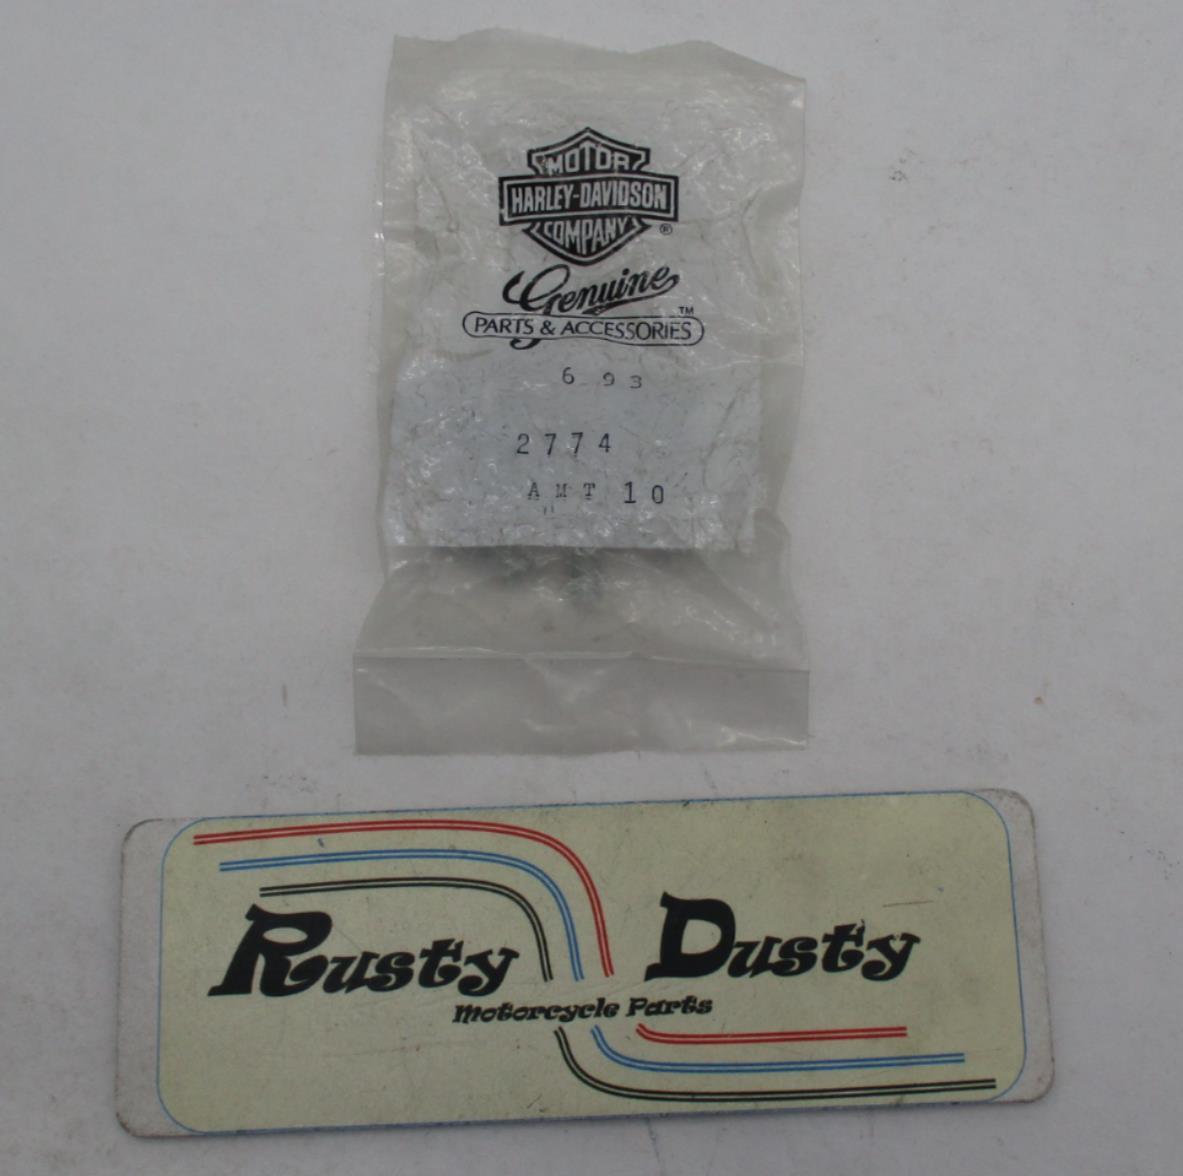 MOTOR
HARLEY-DAVIDSON
COMPANY ®
Genuine
PARTS & ACCESSORIES ™
6 93
2774
AMT 10
Rusty Dusty
Motorcycle Parts